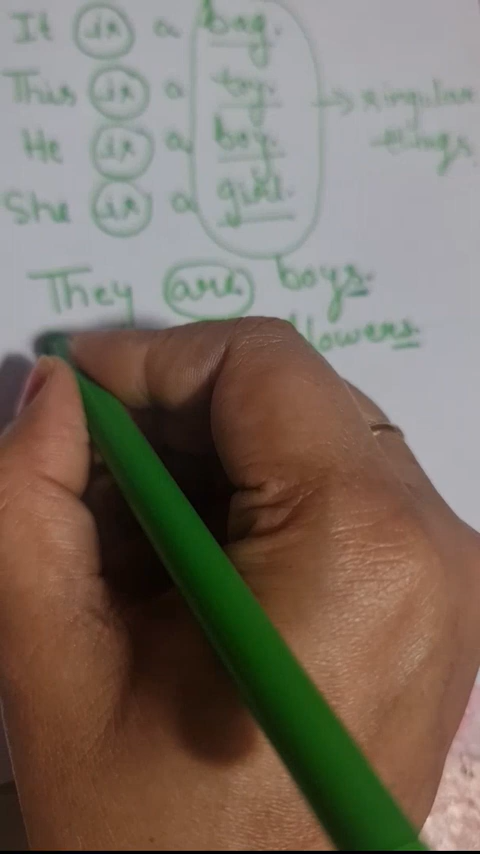 It is a bag.
This is a toy. → singular
He is a boy. things.
She is a girl.
They are boys.
flowers